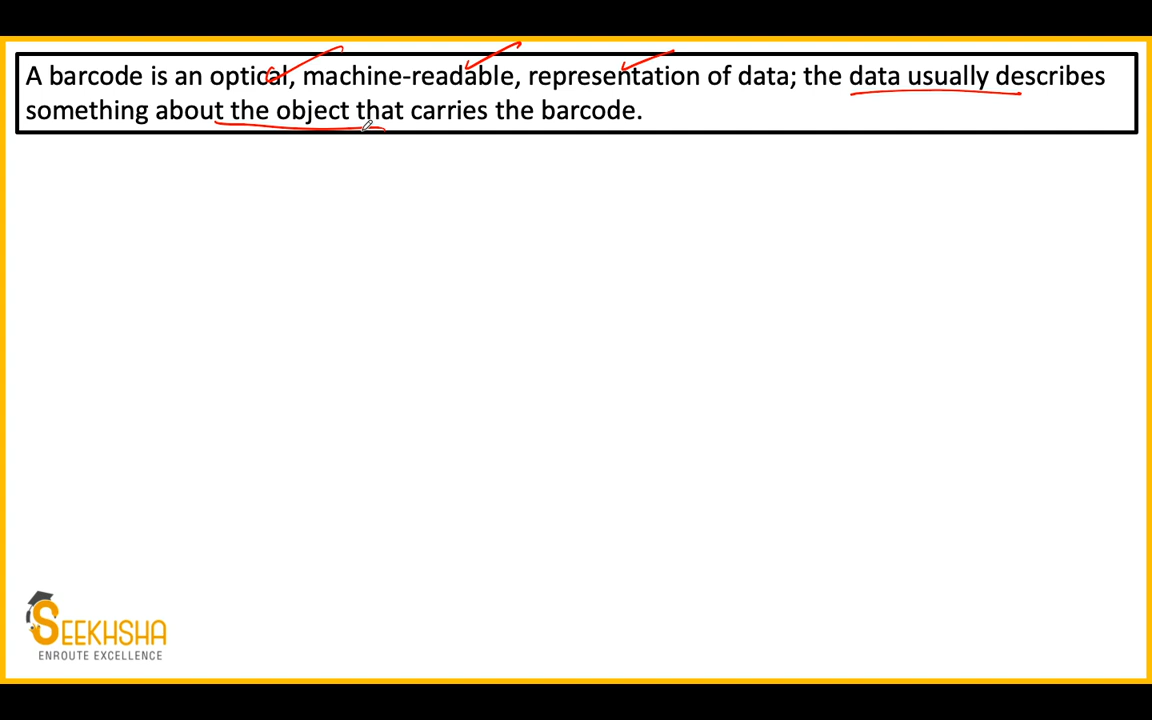 A barcode is an optical, machine-readable, representation of data; the data usually describes
something about the object that carries the barcode.
SEEKHSHA
ENROUTE EXCELLENCE